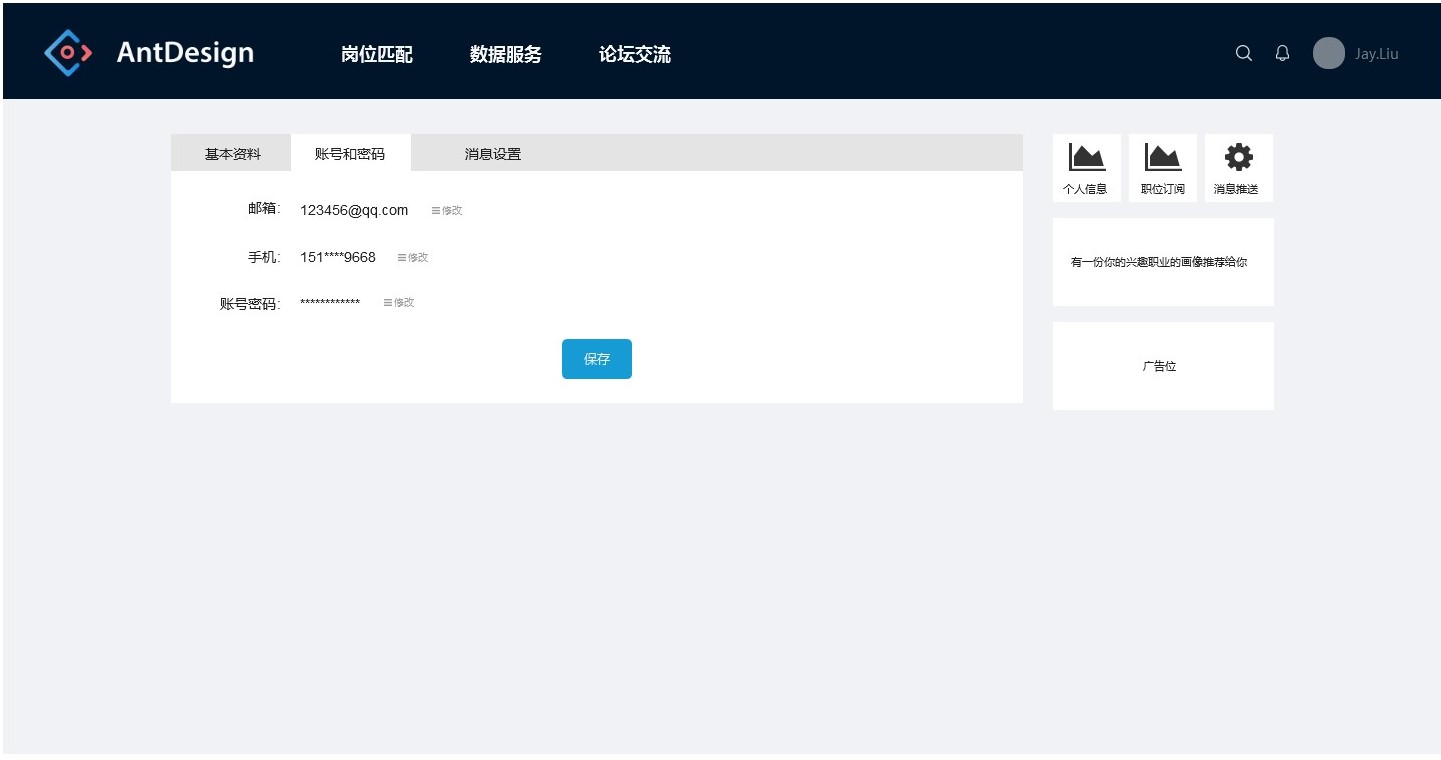 AntDesign 岗位匹配 数据服务 论坛交流 Jay.Liu
基本资料 账号和密码 消息设置
邮箱: 123456@qq.com 修改
手机: 151****9668 修改
账号密码: ************ 修改
保存
个人信息 职位订阅 消息推送
有一份你的兴趣职业的画像推荐给你
广告位